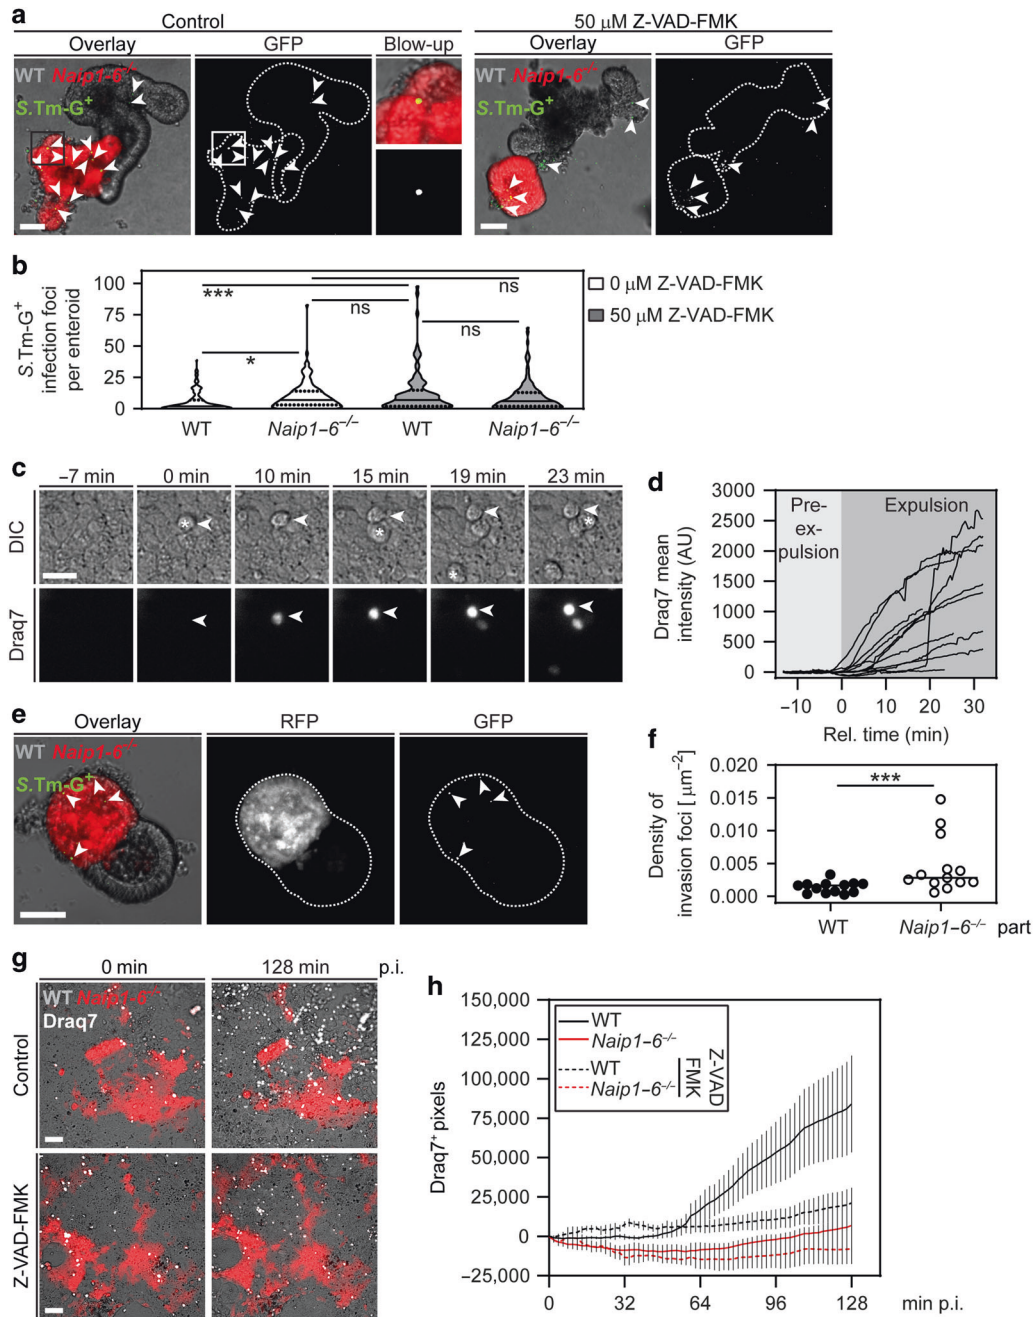 a
Control
50 μM Z-VAD-FMK
Overlay
GFP
Blow-up
Overlay
GFP
WT Naip1-6−/−
S.Tm-G+
WT Naip1-6−/−
S.Tm-G+
b
S.Tm-G+
infection foci
per enteroid
100
75
50
25
0
***
*
ns
ns
ns
WT
Naip1–6−/−
WT
Naip1–6−/−
0 μM Z-VAD-FMK
50 μM Z-VAD-FMK
c
–7 min
0 min
10 min
15 min
19 min
23 min
DIC
*
*
*
*
Draq7
d
Draq7 mean
intensity (AU)
3000
2500
2000
1500
1000
500
0
Pre-
ex-
pulsion
Expulsion
–10
0
10
20
30
Rel. time (min)
e
Overlay
RFP
GFP
WT Naip1-6−/−
S.Tm-G+
f
Density of
invasion foci [μm−2]
0.020
0.015
0.010
0.005
0.000
***
WT
Naip1–6−/−
part
g
0 min
128 min
p.i.
WT Naip1-6−/−
Draq7
Control
Z-VAD-FMK
h
Draq7+ pixels
150,000
125,000
100,000
75,000
50,000
25,000
0
–25,000
WT
Naip1–6−/−
WT
Naip1–6−/−
Z-VAD
FMK
0
32
64
96
128
min p.i.